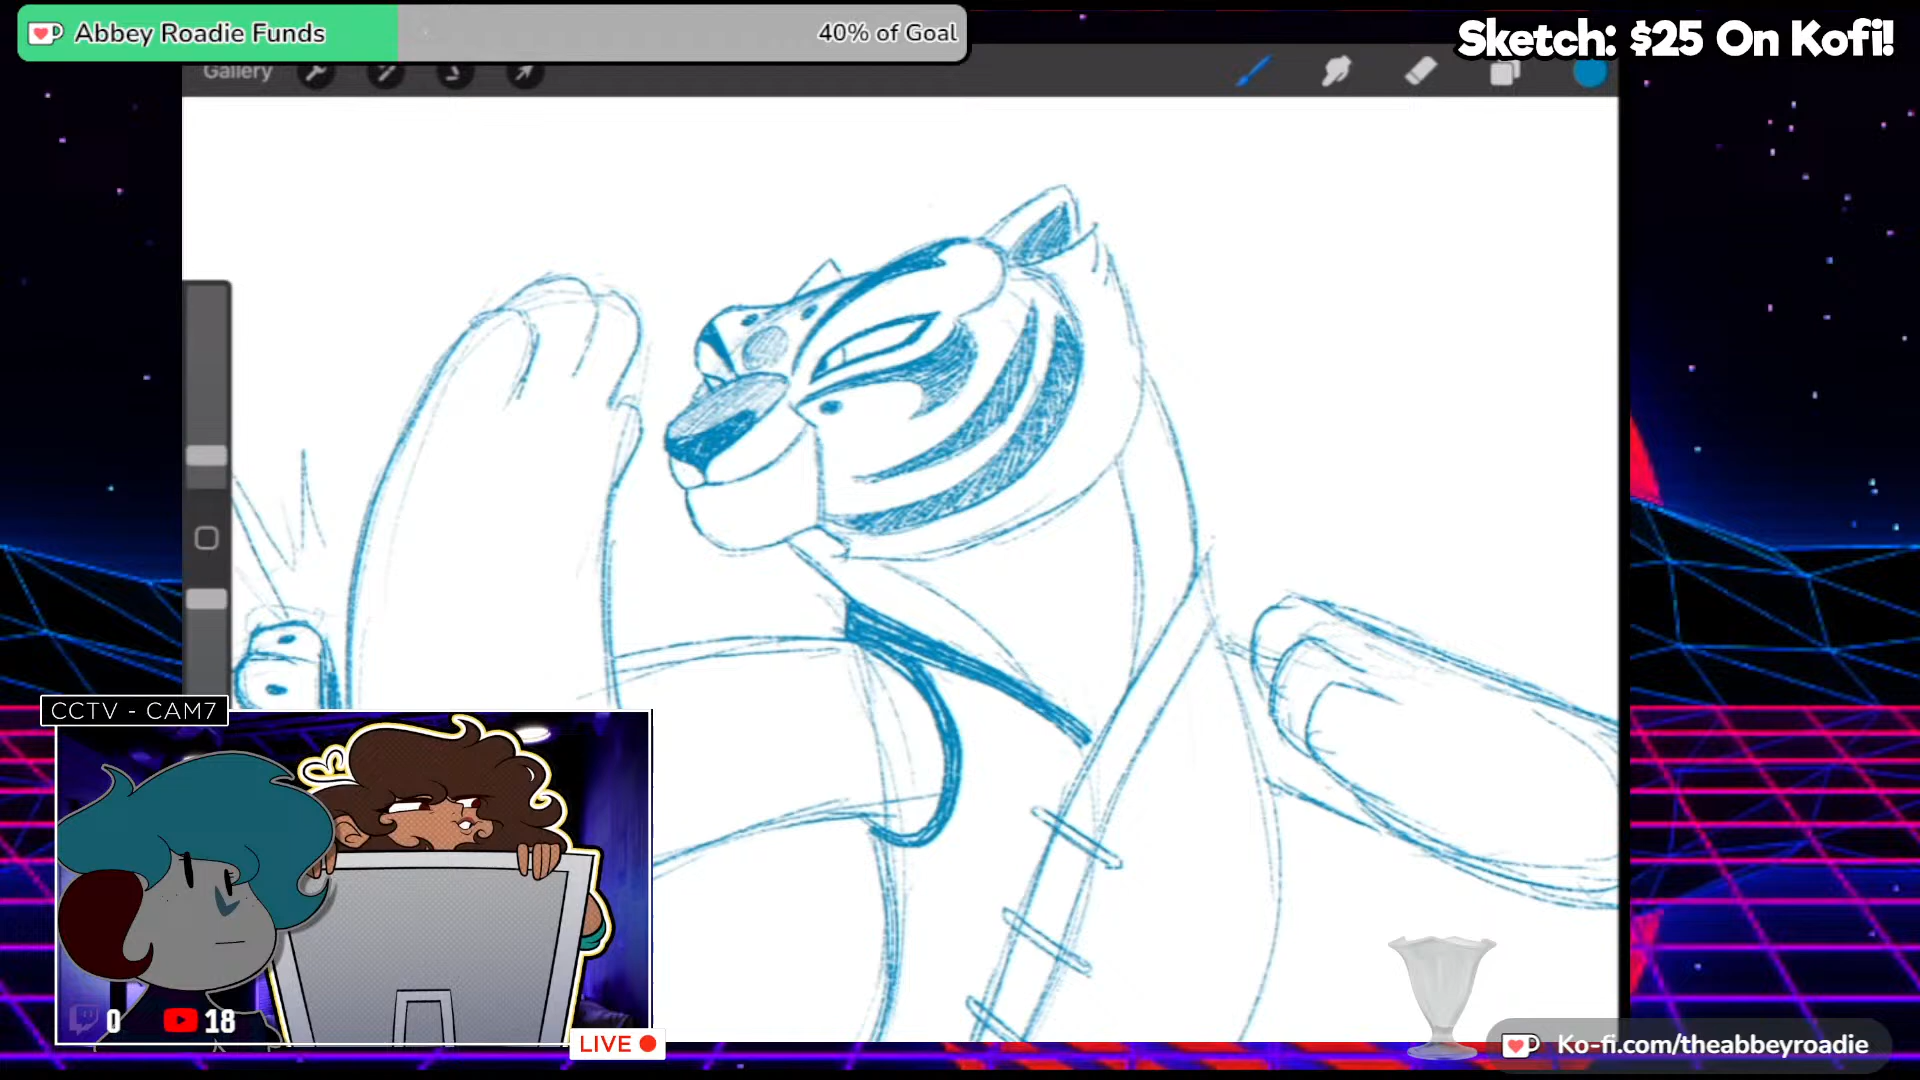 Abbey Roadie Funds
40% of Goal
Sketch: $25 On Kofi!
Gallery
CCTV - CAM7
0
18
LIVE
Ko-fi.com/theabbeyroadie